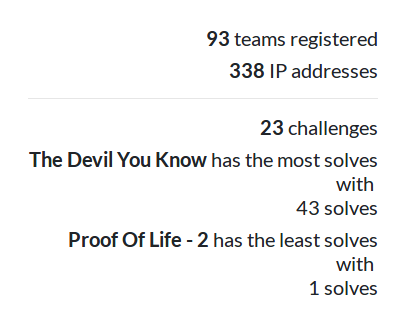 93 teams registered
338 IP addresses
23 challenges
The Devil You Know has the most solves
with
43 solves
Proof Of Life - 2 has the least solves
with
1 solves